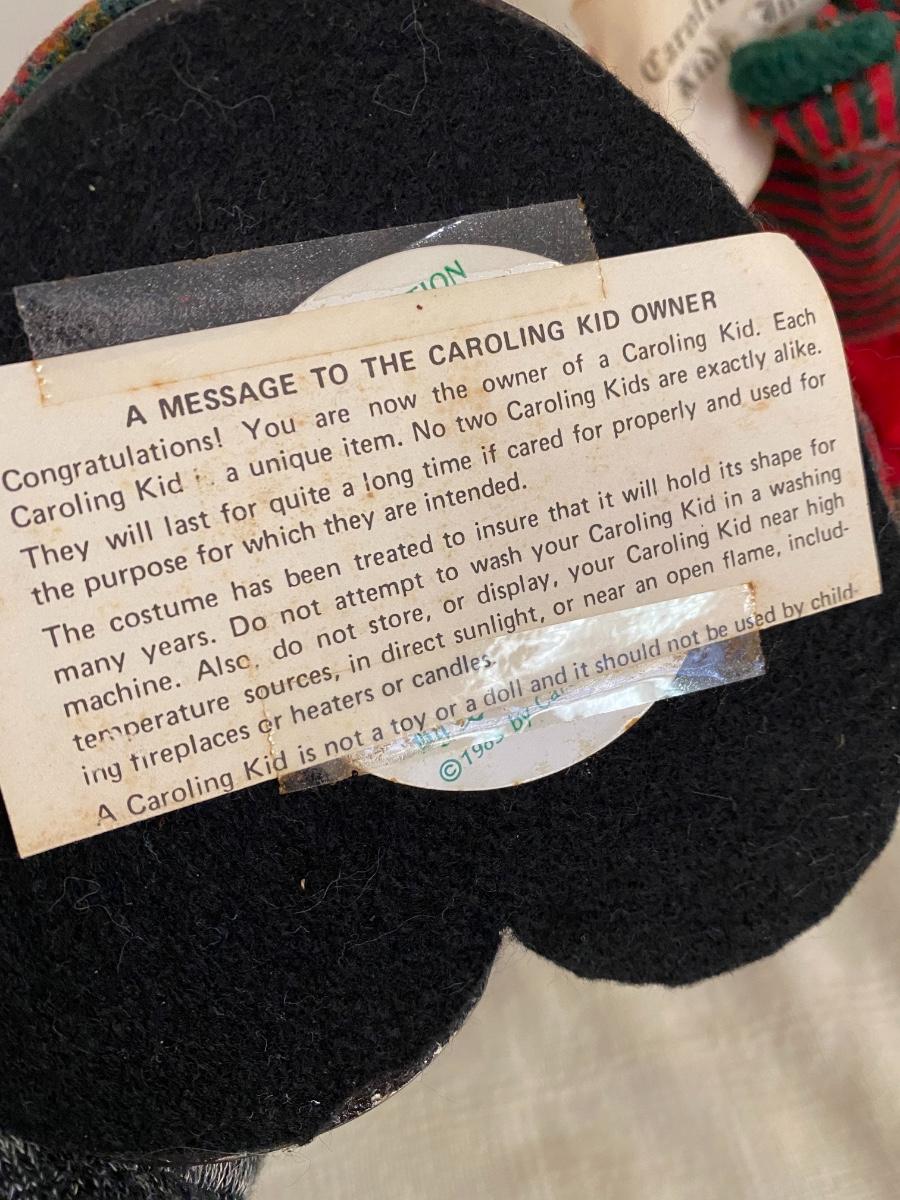 Carolin
Kids, In
TION
A MESSAGE TO THE CAROLING KID OWNER
Congratulations! You are now the owner of a Caroling Kid. Each
Caroling Kid a unique item. No two Caroling Kids are exactly alike.
They will last for quite a long time if cared for properly and used for
the purpose for which they are intended.
The costume has been treated to insure that it will hold its shape for
many years. Do not attempt to wash your Caroling Kid in a washing
machine. Also, do not store, or display, your Caroling Kid near high
temperature sources, in direct sunlight, or near an open flame, includ-
ing fireplaces or heaters or candles.
A Caroling Kid is not a toy or a doll and it should not be used by child-
by Ca